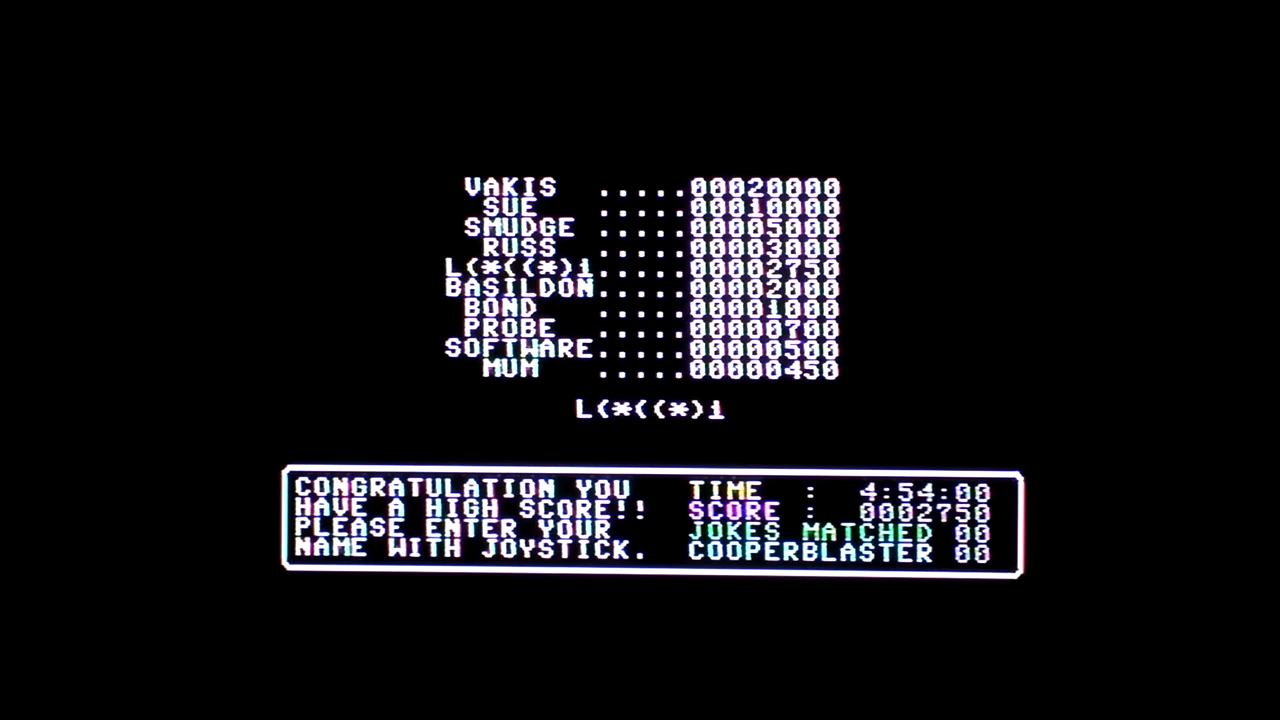 VAKIS .....00020000
SUE .....00010000
SMUDGE .....00005000
RUSS .....00003000
L(*((*)i.....00002750
BASILDON.....00002000
BOND .....00001000
PROBE .....00000700
SOFTWARE.....00000500
MUM .....00000450
L(*((*)i
CONGRATULATION YOU
HAVE A HIGH SCORE!!
PLEASE ENTER YOUR
NAME WITH JOYSTICK.
TIME : 4:54:00
SCORE : 0002750
JOKES MATCHED 00
COOPERBLASTER 00